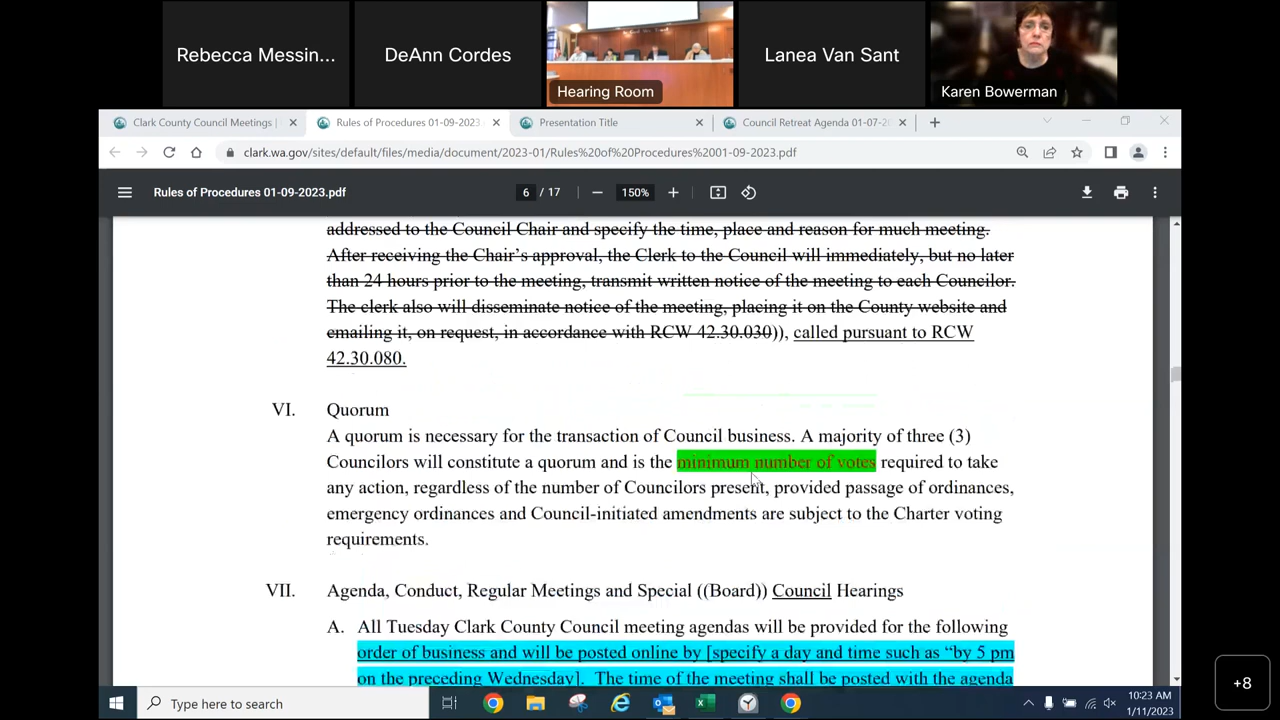 Rebecca Messin...
DeAnn Cordes
Hearing Room
Lanea Van Sant
Karen Bowerman
Clark County Council Meetings |
Rules of Procedures 01-09-2023
Presentation Title
Council Retreat Agenda 01-07-20
clark.wa.gov/sites/default/files/media/document/2023-01/Rules%20of%20Procedures%2001-09-2023.pdf
Rules of Procedures 01-09-2023.pdf
6 / 17
150%
addressed to the Council Chair and specify the time, place and reason for much meeting.
After receiving the Chair's approval, the Clerk to the Council will immediately, but no later
than 24 hours prior to the meeting, transmit written notice of the meeting to each Councilor.
The clerk also will disseminate notice of the meeting, placing it on the County website and
emailing it, on request, in accordance with RCW 42.30.030)), called pursuant to RCW
42.30.080.
VI. Quorum
A quorum is necessary for the transaction of Council business. A majority of three (3)
Councilors will constitute a quorum and is the minimum number of votes required to take
any action, regardless of the number of Councilors present, provided passage of ordinances,
emergency ordinances and Council-initiated amendments are subject to the Charter voting
requirements.
VII. Agenda, Conduct, Regular Meetings and Special ((Board)) Council Hearings
A. All Tuesday Clark County Council meeting agendas will be provided for the following
order of business and will be posted online by [specify a day and time such as “by 5 pm
on the preceding Wednesday]. The time of the meeting shall be posted with the agenda
Type here to search
10:23 AM
1/11/2023
+8